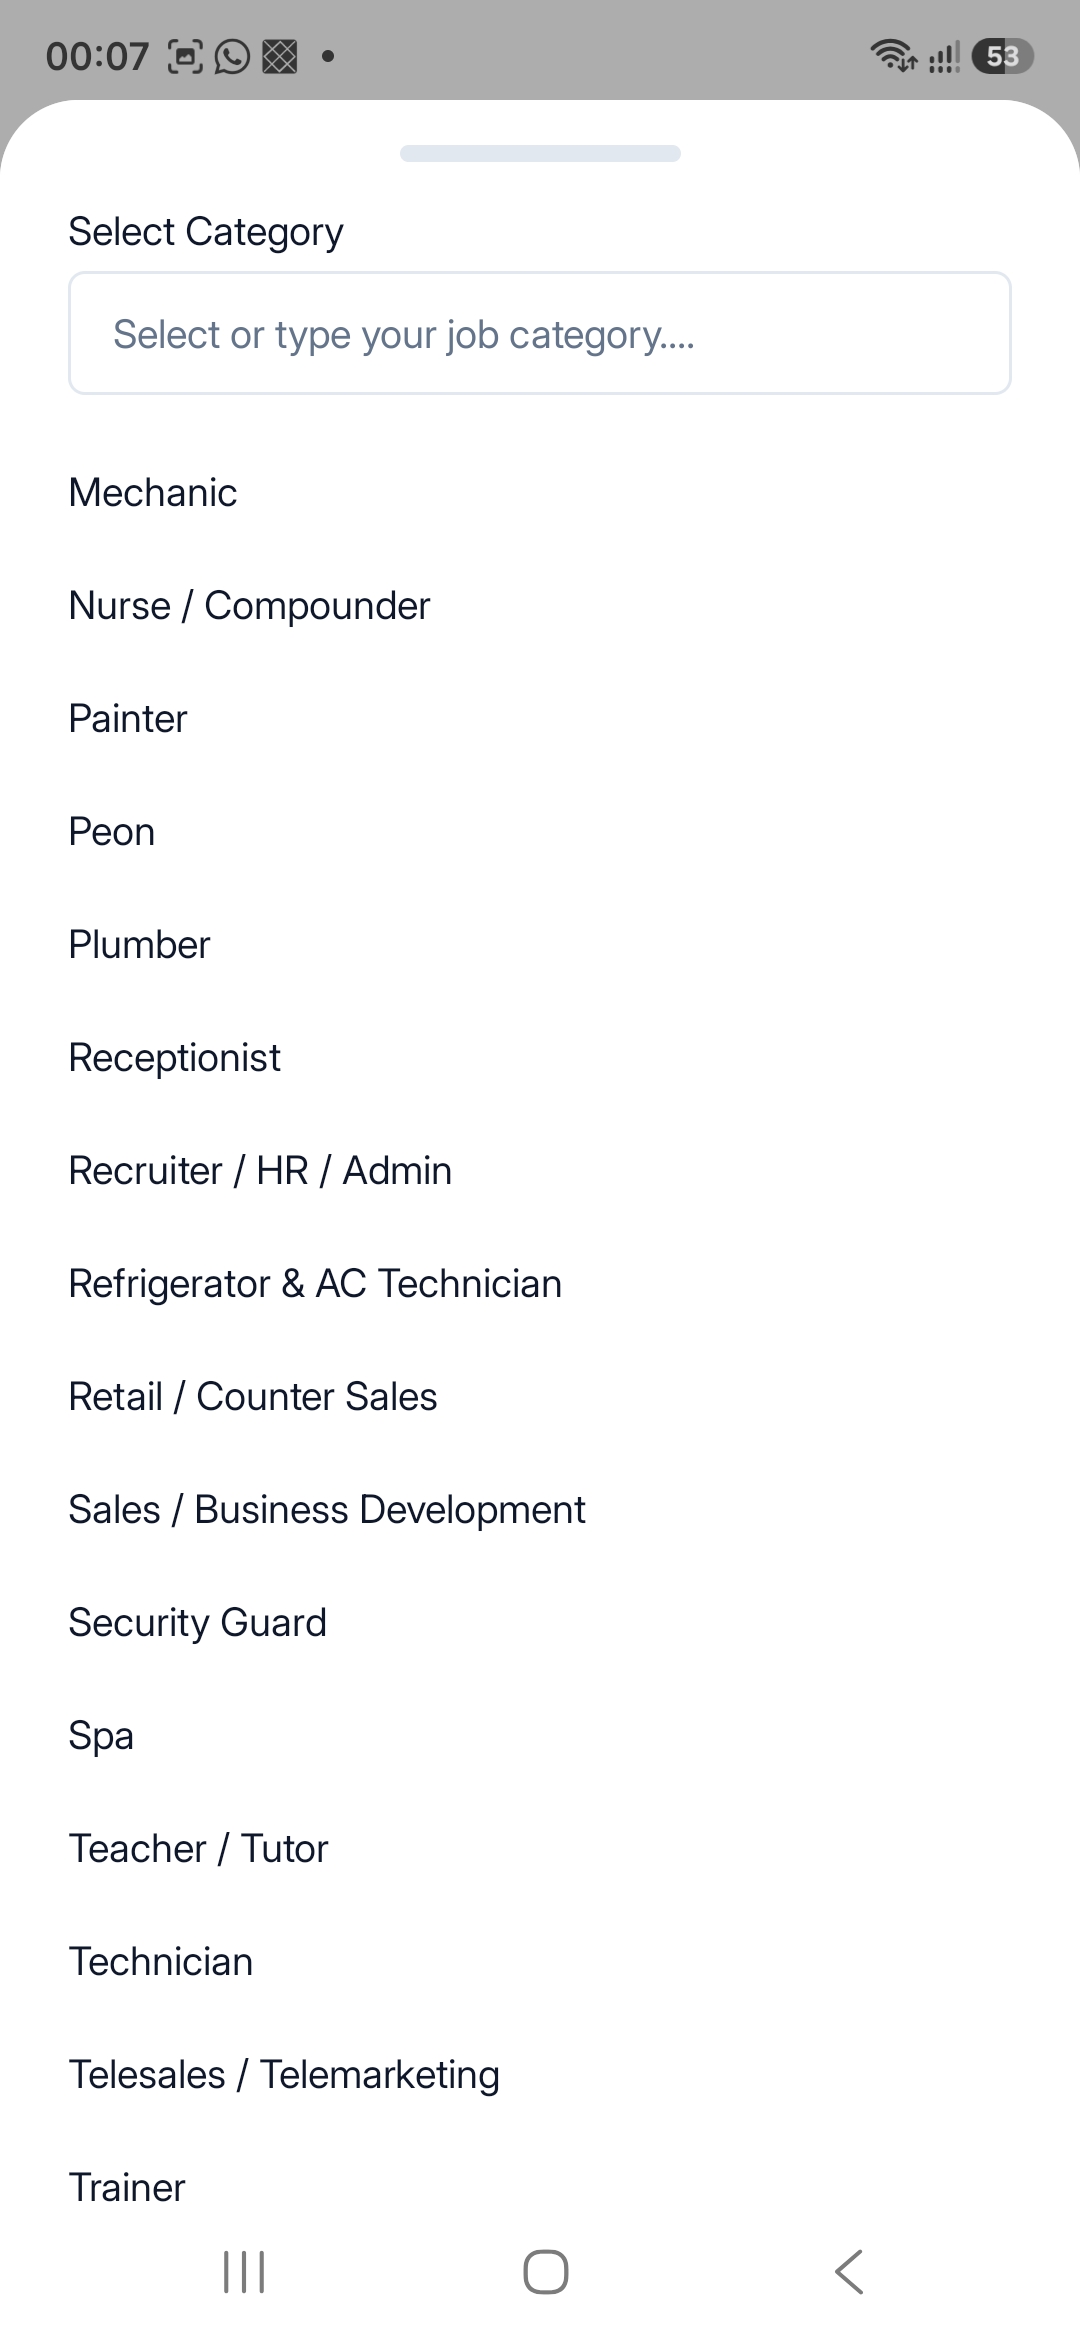 00:07
53
Select Category
Select or type your job category....
Mechanic
Nurse / Compounder
Painter
Peon
Plumber
Receptionist
Recruiter / HR / Admin
Refrigerator & AC Technician
Retail / Counter Sales
Sales / Business Development
Security Guard
Spa
Teacher / Tutor
Technician
Telesales / Telemarketing
Trainer